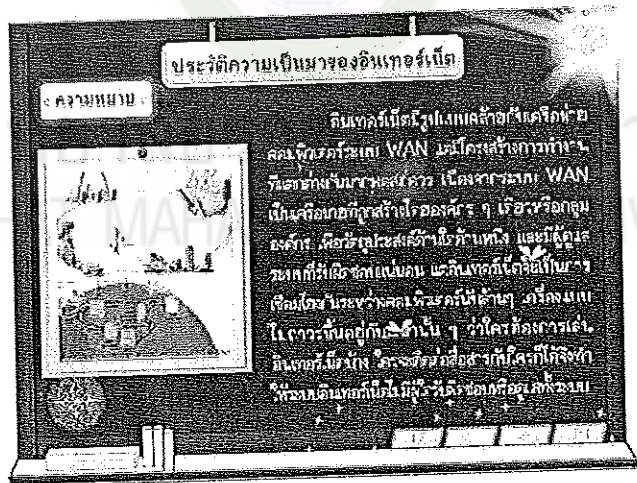 ประวัติความเป็นมาของอินเทอร์เน็ต
ความหมาย
อินเทอร์เน็ตมีรูปแบบคล้ายกับเครือข่าย
คอมพิวเตอร์ระบบ WAN แต่มีโครงสร้างการทำงาน
ที่แตกต่างกันมากพอสมควร เนื่องจากระบบ WAN
เป็นเครือข่ายที่ถูกสร้างโดยองค์กร ๆ เดียวหรือกลุ่ม
องค์กร เพื่อวัตถุประสงค์ด้านใดด้านหนึ่ง และมีผู้ดูแล
ระบบที่รับผิดชอบแน่นอน แต่อินเทอร์เน็ตจะเป็นการ
เชื่อมโยงกันระหว่างคอมพิวเตอร์นับล้านๆ เครื่องแบบ
ไม่ถาวรขึ้นอยู่กับเวลานั้น ๆ ว่าใครต้องการเข้า
อินเทอร์เน็ตบ้าง ใครจะติดต่อสื่อสารกับใครก็ได้จึงทำ
ให้ระบบอินเทอร์เน็ตไม่มีผู้ใดรับผิดชอบหรือดูแลทั้งระบบ